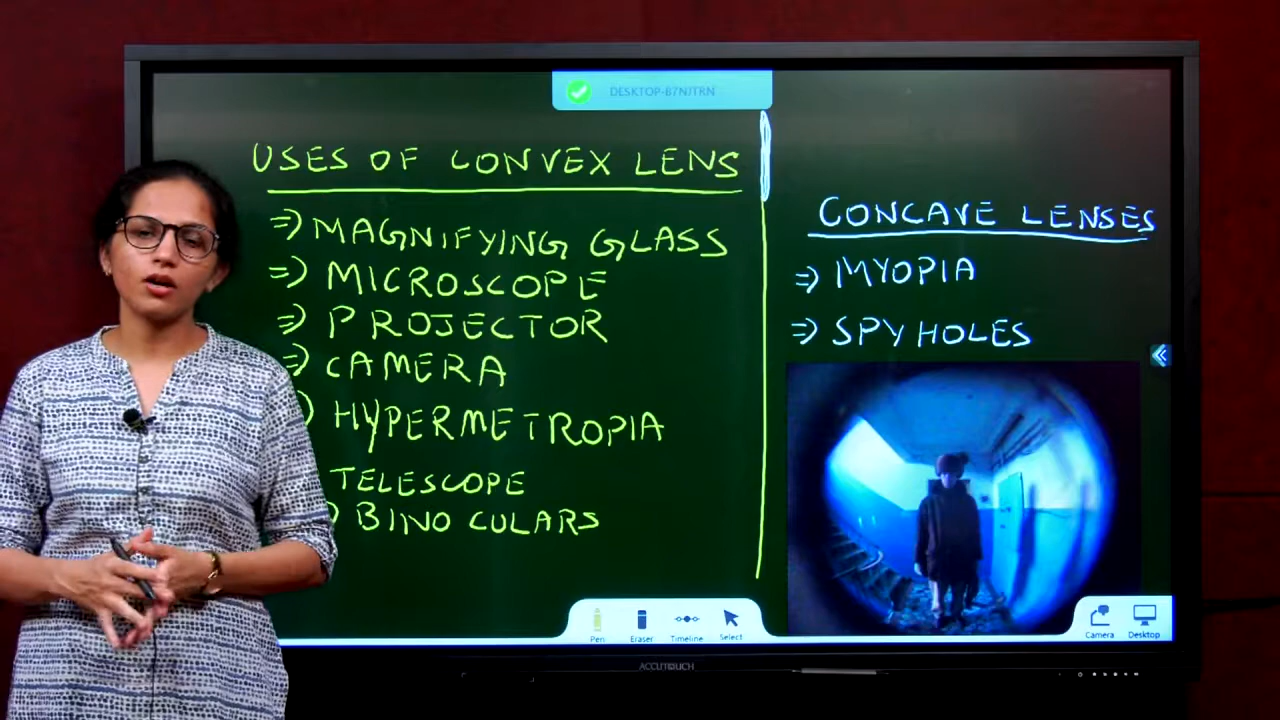 DESKTOP-B7NJTRN
USES OF CONVEX LENS
⇒ MAGNIFYING GLASS
⇒ MICROSCOPE
⇒ PROJECTOR
⇒ CAMERA
HYPERMETROPIA
TELESCOPE
BINOCULARS
CONCAVE LENSES
⇒ MYOPIA
⇒ SPY HOLES
Pen Eraser Timeline Select
Camera Desktop
ACCUTOUCH